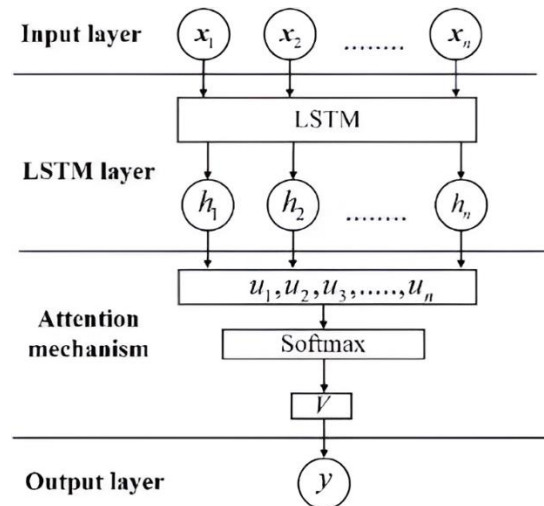 Input layer x₁ x₂ ........ xₙ
LSTM
LSTM layer
h₁ h₂ ........ hₙ
u₁,u₂,u₃,.....,uₙ
Attention
mechanism
Softmax
V
Output layer y